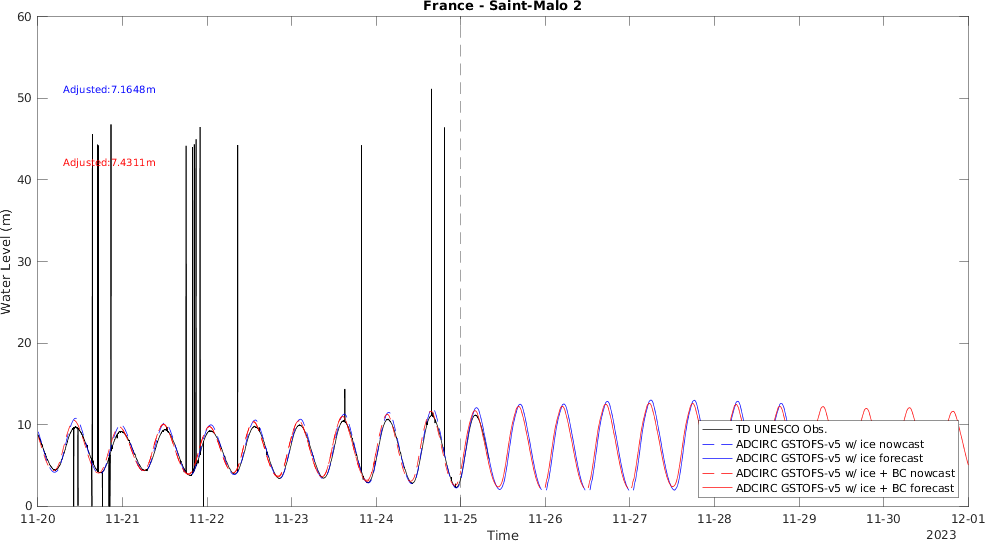 France - Saint-Malo 2
Water Level (m)
60
50
40
30
20
10
0
Adjusted:7.1648m
Adjusted:7.4311m
TD UNESCO Obs.
ADCIRC GSTOFS-v5 w/ ice nowcast
ADCIRC GSTOFS-v5 w/ ice forecast
ADCIRC GSTOFS-v5 w/ ice + BC nowcast
ADCIRC GSTOFS-v5 w/ ice + BC forecast
11-20 11-21 11-22 11-23 11-24 11-25 11-26 11-27 11-28 11-29 11-30 12-01
Time
2023